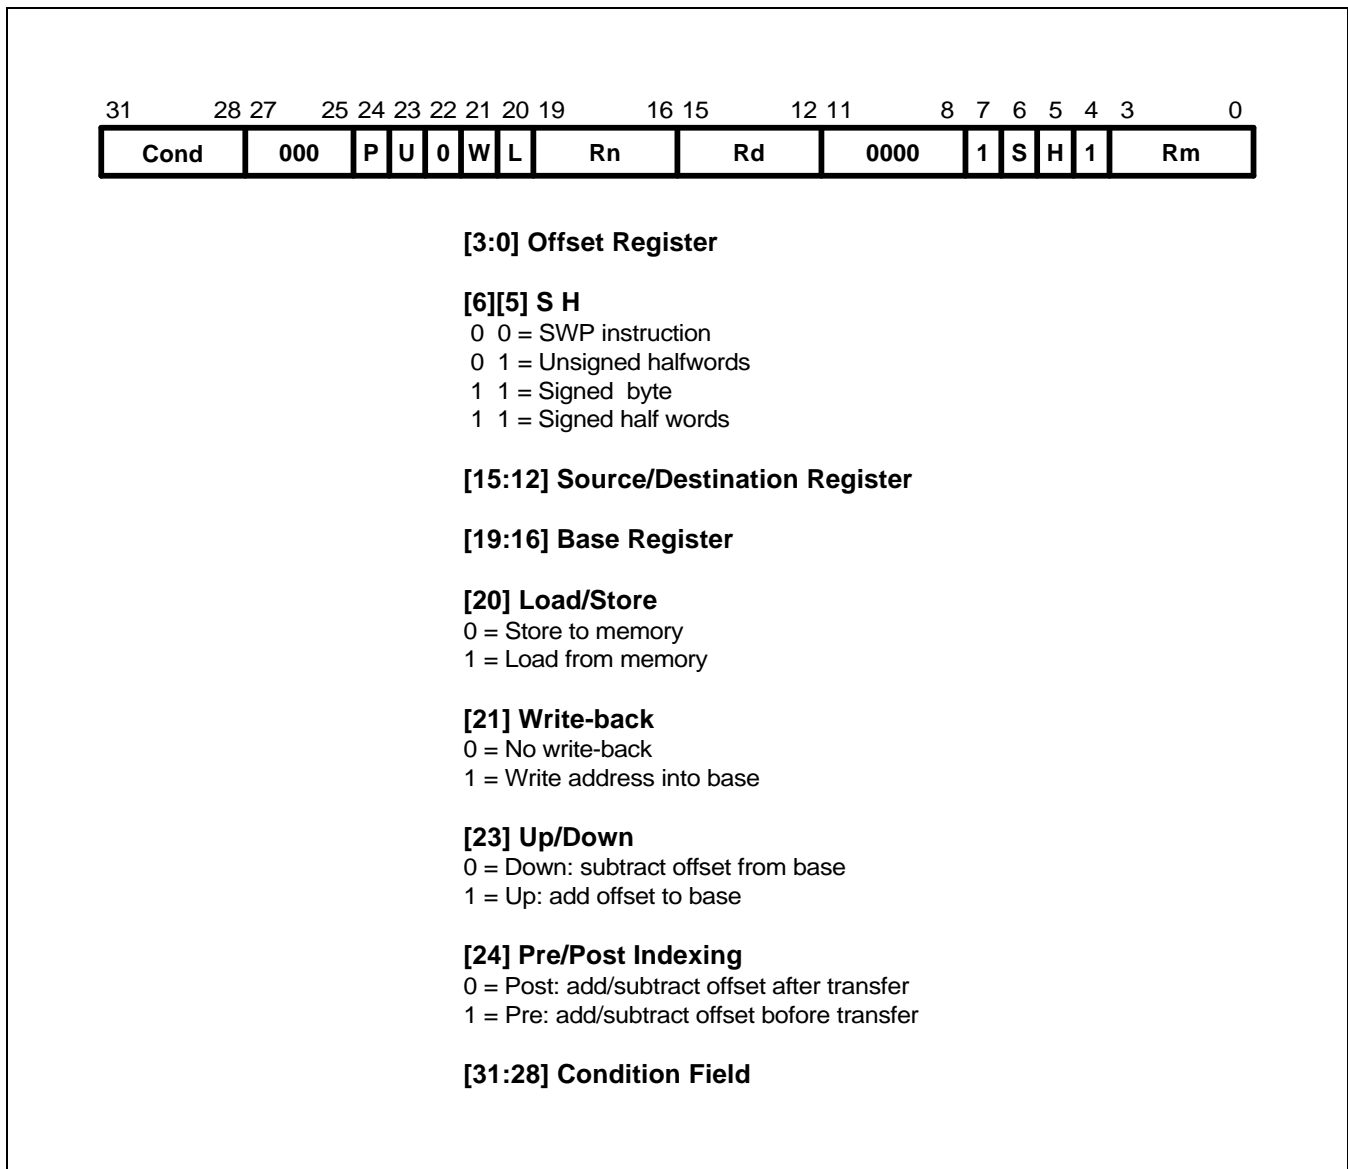 31 28 27 25 24 23 22 21 20 19 16 15 12 11 8 7 6 5 4 3 0
Cond 000 P U 0 W L Rn Rd 0000 1 S H 1 Rm
[3:0] Offset Register
[6][5] S H
0 0 = SWP instruction
0 1 = Unsigned halfwords
1 1 = Signed byte
1 1 = Signed half words
[15:12] Source/Destination Register
[19:16] Base Register
[20] Load/Store
0 = Store to memory
1 = Load from memory
[21] Write-back
0 = No write-back
1 = Write address into base
[23] Up/Down
0 = Down: subtract offset from base
1 = Up: add offset to base
[24] Pre/Post Indexing
0 = Post: add/subtract offset after transfer
1 = Pre: add/subtract offset bofore transfer
[31:28] Condition Field